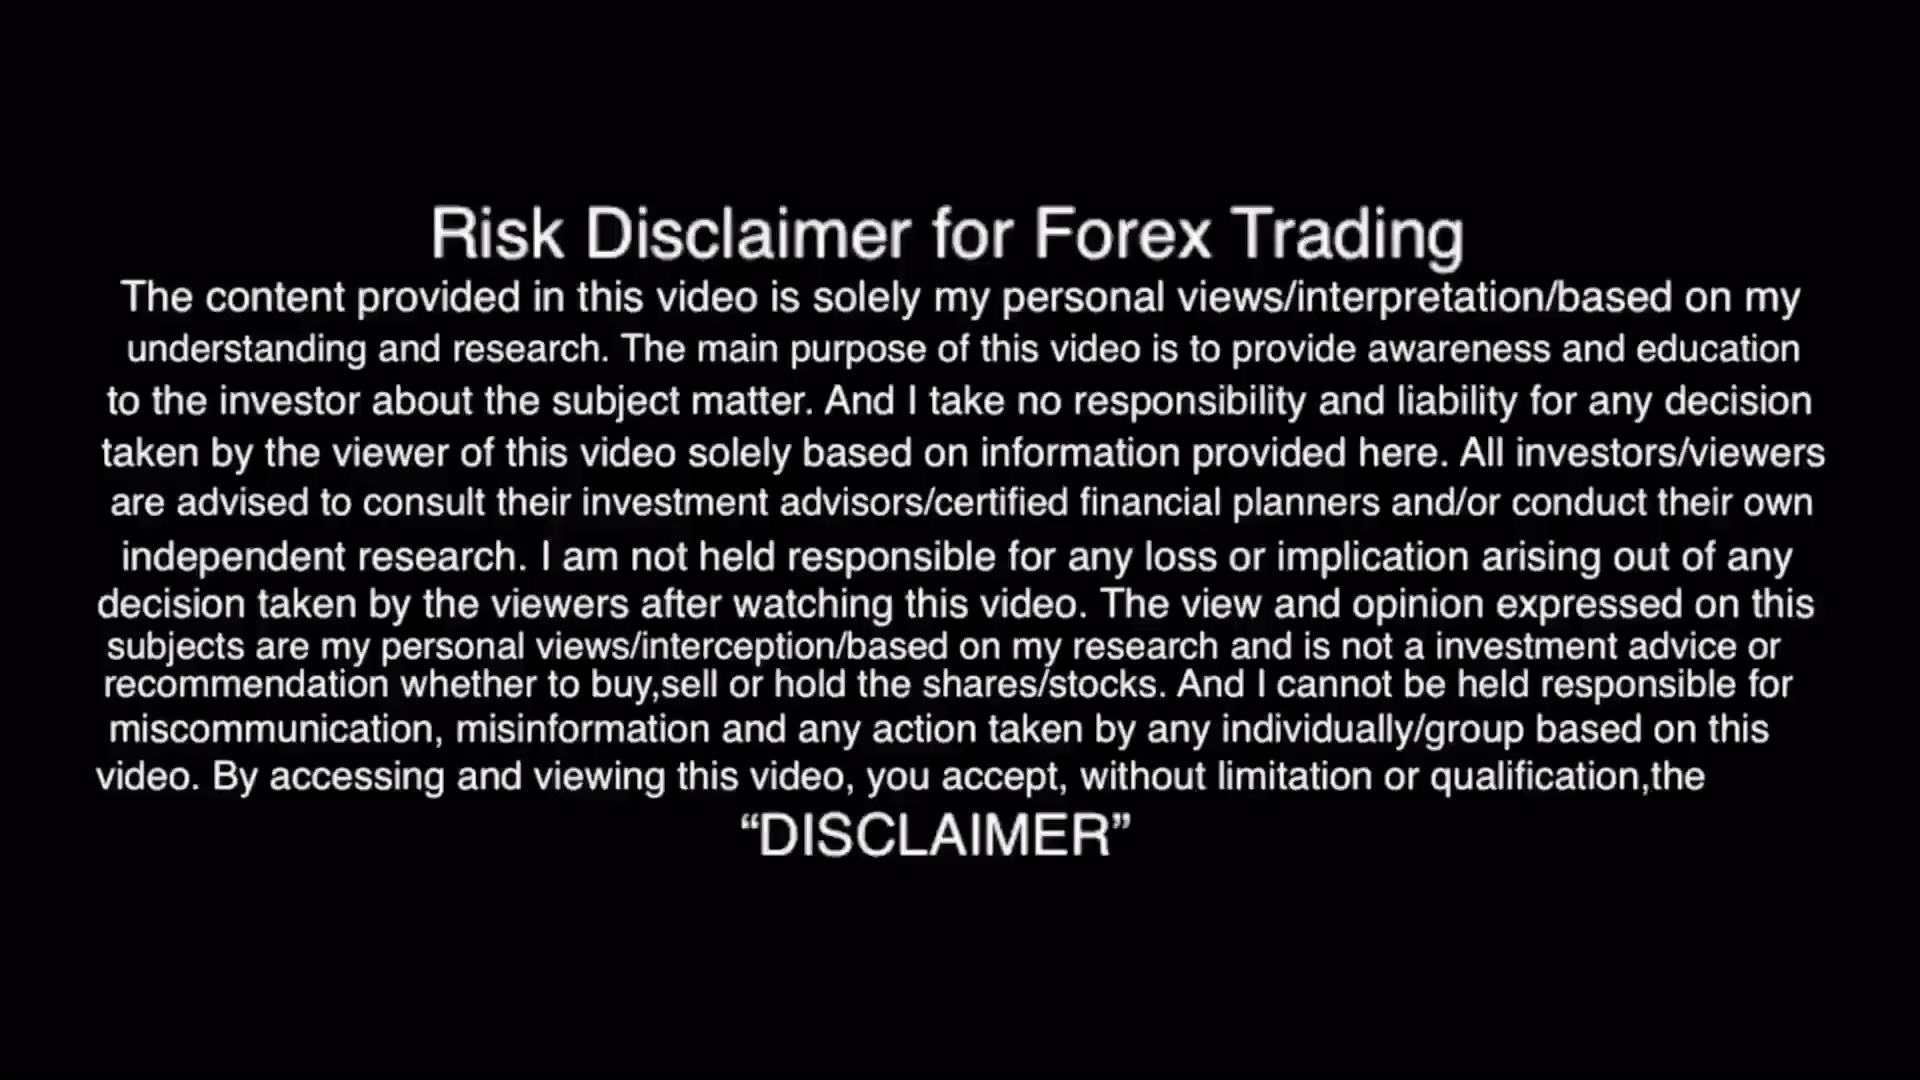 Risk Disclaimer for Forex Trading
The content provided in this video is solely my personal views/interpretation/based on my
understanding and research. The main purpose of this video is to provide awareness and education
to the investor about the subject matter. And I take no responsibility and liability for any decision
taken by the viewer of this video solely based on information provided here. All investors/viewers
are advised to consult their investment advisors/certified financial planners and/or conduct their own
independent research. I am not held responsible for any loss or implication arising out of any
decision taken by the viewers after watching this video. The view and opinion expressed on this
subjects are my personal views/interception/based on my research and is not a investment advice or
recommendation whether to buy,sell or hold the shares/stocks. And I cannot be held responsible for
miscommunication, misinformation and any action taken by any individually/group based on this
video. By accessing and viewing this video, you accept, without limitation or qualification,the
“DISCLAIMER”